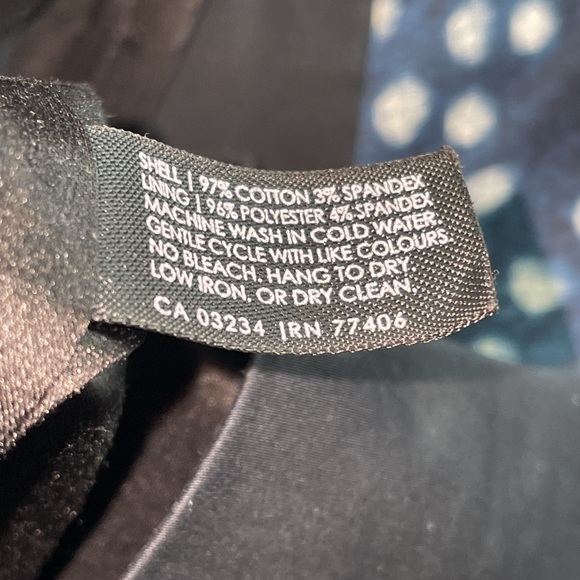 SHELL | 97% COTTON 3% SPANDEX
LINING | 96% POLYESTER 4% SPANDEX
MACHINE WASH IN COLD WATER.
GENTLE CYCLE WITH LIKE COLOURS.
NO BLEACH. HANG TO DRY.
LOW IRON, OR DRY CLEAN.
CA 03234 |RN 77406